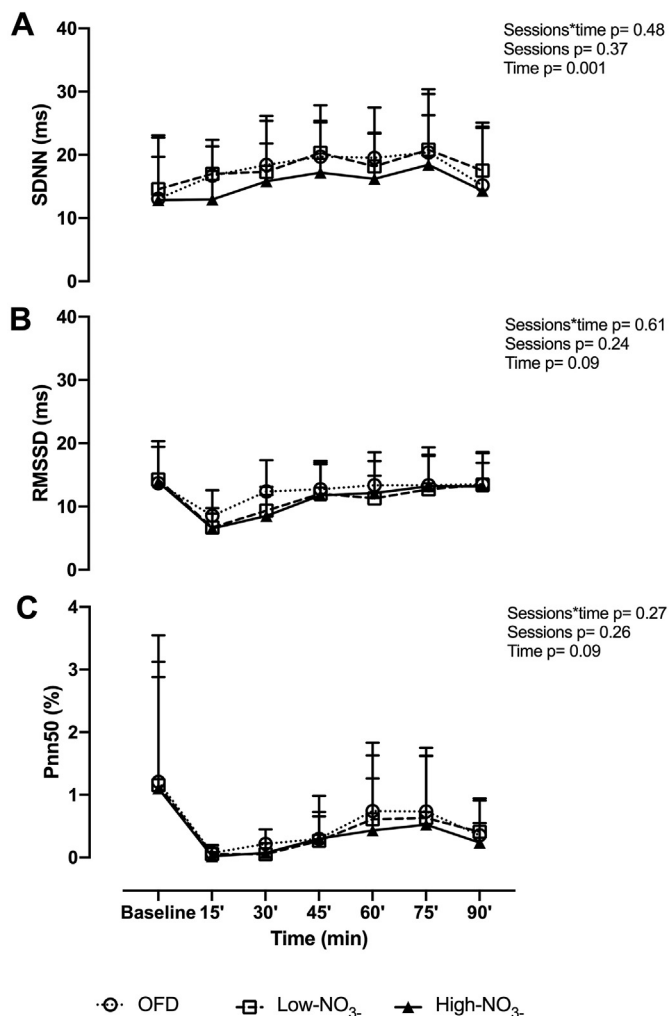 A
Sessions*time p= 0.48
Sessions p= 0.37
Time p= 0.001
40
30
20
10
0
SDNN (ms)
B
Sessions*time p= 0.61
Sessions p= 0.24
Time p= 0.09
40
30
20
10
0
RMSSD (ms)
C
Sessions*time p= 0.27
Sessions p= 0.26
Time p= 0.09
4
3
2
1
0
Pnn50 (%)
Baseline 15' 30' 45' 60' 75' 90'
Time (min)
OFD Low-NO3- High-NO3-